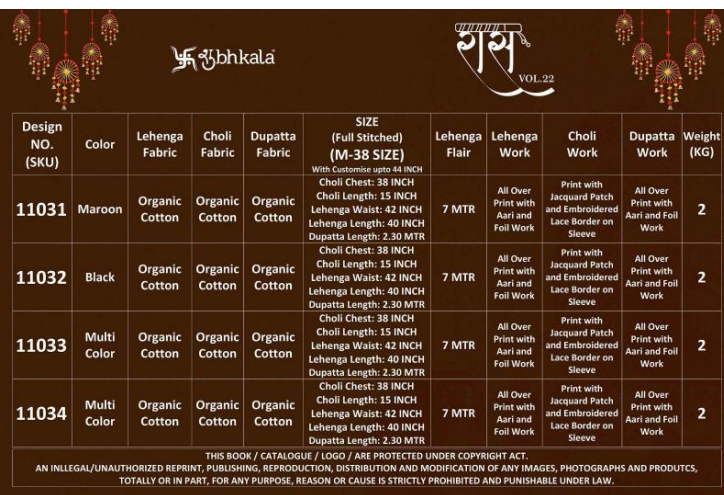 શુbhkala
रास
VOL.22
Design NO. (SKU) | Color | Lehenga Fabric | Choli Fabric | Dupatta Fabric | SIZE (Full Stitched) (M-38 SIZE) With Customise upto 44 INCH | Lehenga Flair | Lehenga Work | Choli Work | Dupatta Work | Weight (KG)
11031 | Maroon | Organic Cotton | Organic Cotton | Organic Cotton | Choli Chest: 38 INCH Choli Length: 15 INCH Lehenga Waist: 42 INCH Lehenga Length: 40 INCH Dupatta Length: 2.30 MTR | 7 MTR | All Over Print with Aari and Foil Work | Print with Jacquard Patch and Embroidered Lace Border on Sleeve | All Over Print with Aari and Foil Work | 2
11032 | Black | Organic Cotton | Organic Cotton | Organic Cotton | Choli Chest: 38 INCH Choli Length: 15 INCH Lehenga Waist: 42 INCH Lehenga Length: 40 INCH Dupatta Length: 2.30 MTR | 7 MTR | All Over Print with Aari and Foil Work | Print with Jacquard Patch and Embroidered Lace Border on Sleeve | All Over Print with Aari and Foil Work | 2
11033 | Multi Color | Organic Cotton | Organic Cotton | Organic Cotton | Choli Chest: 38 INCH Choli Length: 15 INCH Lehenga Waist: 42 INCH Lehenga Length: 40 INCH Dupatta Length: 2.30 MTR | 7 MTR | All Over Print with Aari and Foil Work | Print with Jacquard Patch and Embroidered Lace Border on Sleeve | All Over Print with Aari and Foil Work | 2
11034 | Multi Color | Organic Cotton | Organic Cotton | Organic Cotton | Choli Chest: 38 INCH Choli Length: 15 INCH Lehenga Waist: 42 INCH Lehenga Length: 40 INCH Dupatta Length: 2.30 MTR | 7 MTR | All Over Print with Aari and Foil Work | Print with Jacquard Patch and Embroidered Lace Border on Sleeve | All Over Print with Aari and Foil Work | 2
THIS BOOK / CATALOGUE / LOGO / ARE PROTECTED UNDER COPYRIGHT ACT.
AN INLLEGAL/UNAUTHORIZED REPRINT, PUBLISHING, REPRODUCTION, DISTRIBUTION AND MODIFICATION OF ANY IMAGES, PHOTOGRAPHS AND PRODUTCS,
TOTALLY OR IN PART, FOR ANY PURPOSE, REASON OR CAUSE IS STRICTLY PROHIBITED AND PUNISHABLE UNDER LAW.